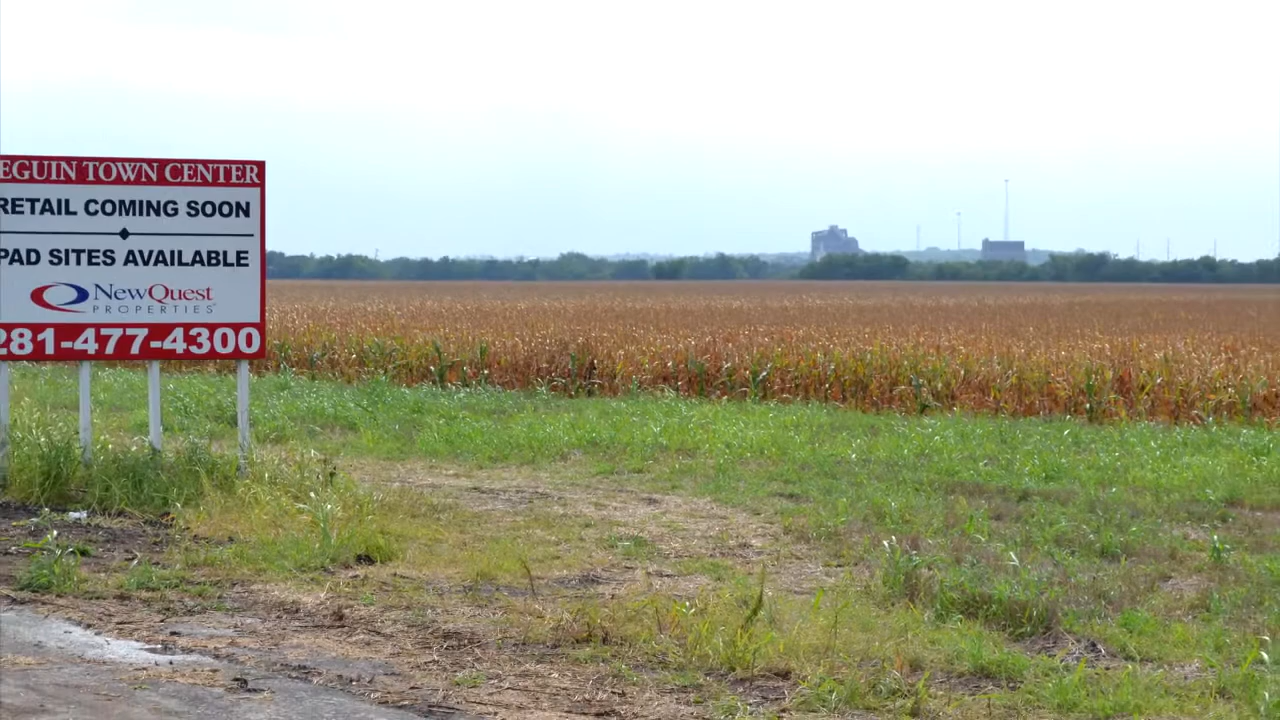 EGUIN TOWN CENTER
RETAIL COMING SOON
PAD SITES AVAILABLE
NewQuest
PROPERTIES
281-477-4300